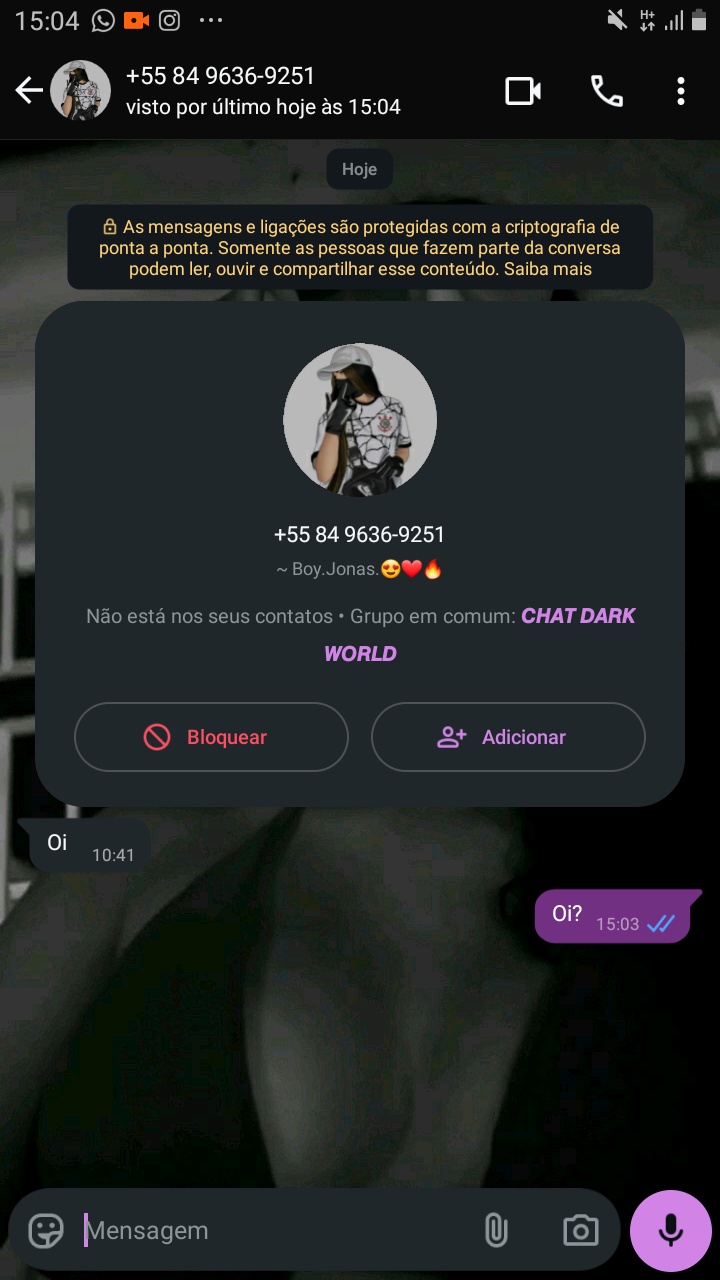 15:04
H+
+55 84 9636-9251
visto por último hoje às 15:04
Hoje
As mensagens e ligações são protegidas com a criptografia de
ponta a ponta. Somente as pessoas que fazem parte da conversa
podem ler, ouvir e compartilhar esse conteúdo. Saiba mais
+55 84 9636-9251
~ Boy.Jonas.😍❤️🔥
Não está nos seus contatos • Grupo em comum: CHAT DARK
WORLD
Bloquear
Adicionar
Oi 10:41
Oi? 15:03
Mensagem